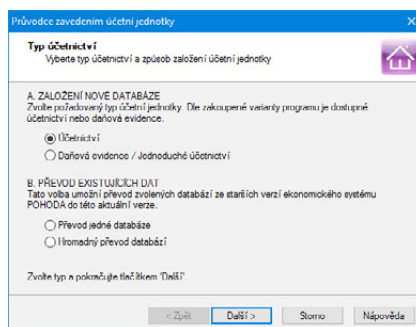 Průvodce zavedením účetní jednotky
Typ účetnictví
Vyberte typ účetnictví a způsob založení účetní jednotky
A. ZALOŽENÍ NOVÉ DATABÁZE
Zvolte požadovaný typ účetní jednotky. Dle zakoupené varianty programu je dostupné
účetnictví nebo daňová evidence.
Účetnictví
Daňová evidence / Jednoduché účetnictví
B. PŘEVOD EXISTUJÍCÍCH DAT
Tato volba umožní převod zvolených databází ze starších verzí ekonomického systému
POHODA do této aktuální verze.
Převod jedné databáze
Hromadný převod databází
Zvolte typ a pokračujte tlačítkem 'Další'
< Zpět
Další >
Storno
Nápověda